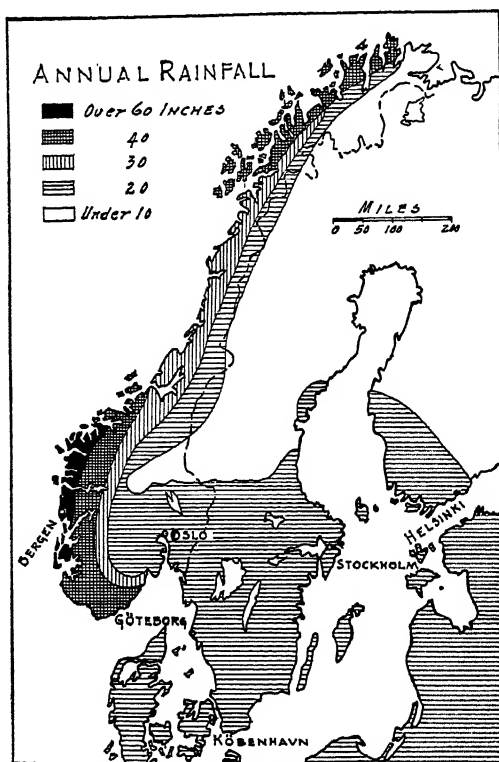 ANNUAL RAINFALL
Over 60 INCHES
40
30
20
Under 10
MILES
0 50 100 200
BERGEN
OSLO
HELSINKI
STOCKHOLM
GÖTEBORG
KÖBENHAVN